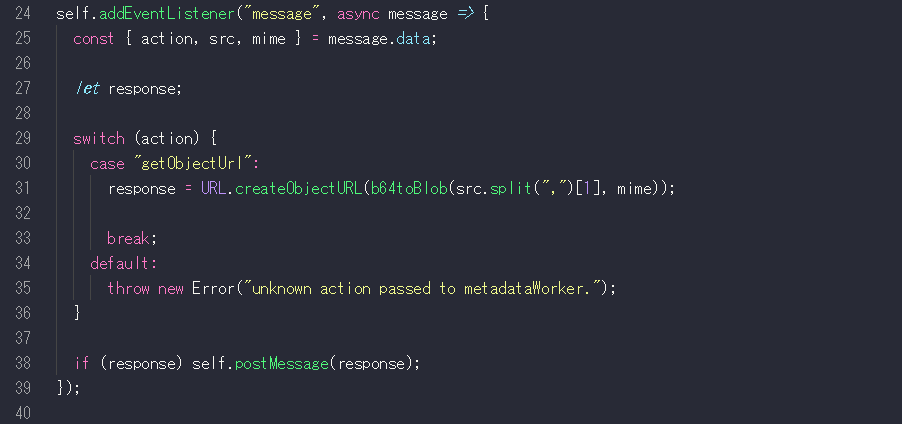 24 self.addEventListener("message", async message => {
25   const { action, src, mime } = message.data;
26
27   let response;
28
29   switch (action) {
30     case "getObjectUrl":
31       response = URL.createObjectURL(b64toBlob(src.split(",")[1], mime));
32
33       break;
34     default:
35       throw new Error("unknown action passed to metadataWorker.");
36   }
37
38   if (response) self.postMessage(response);
39 });
40